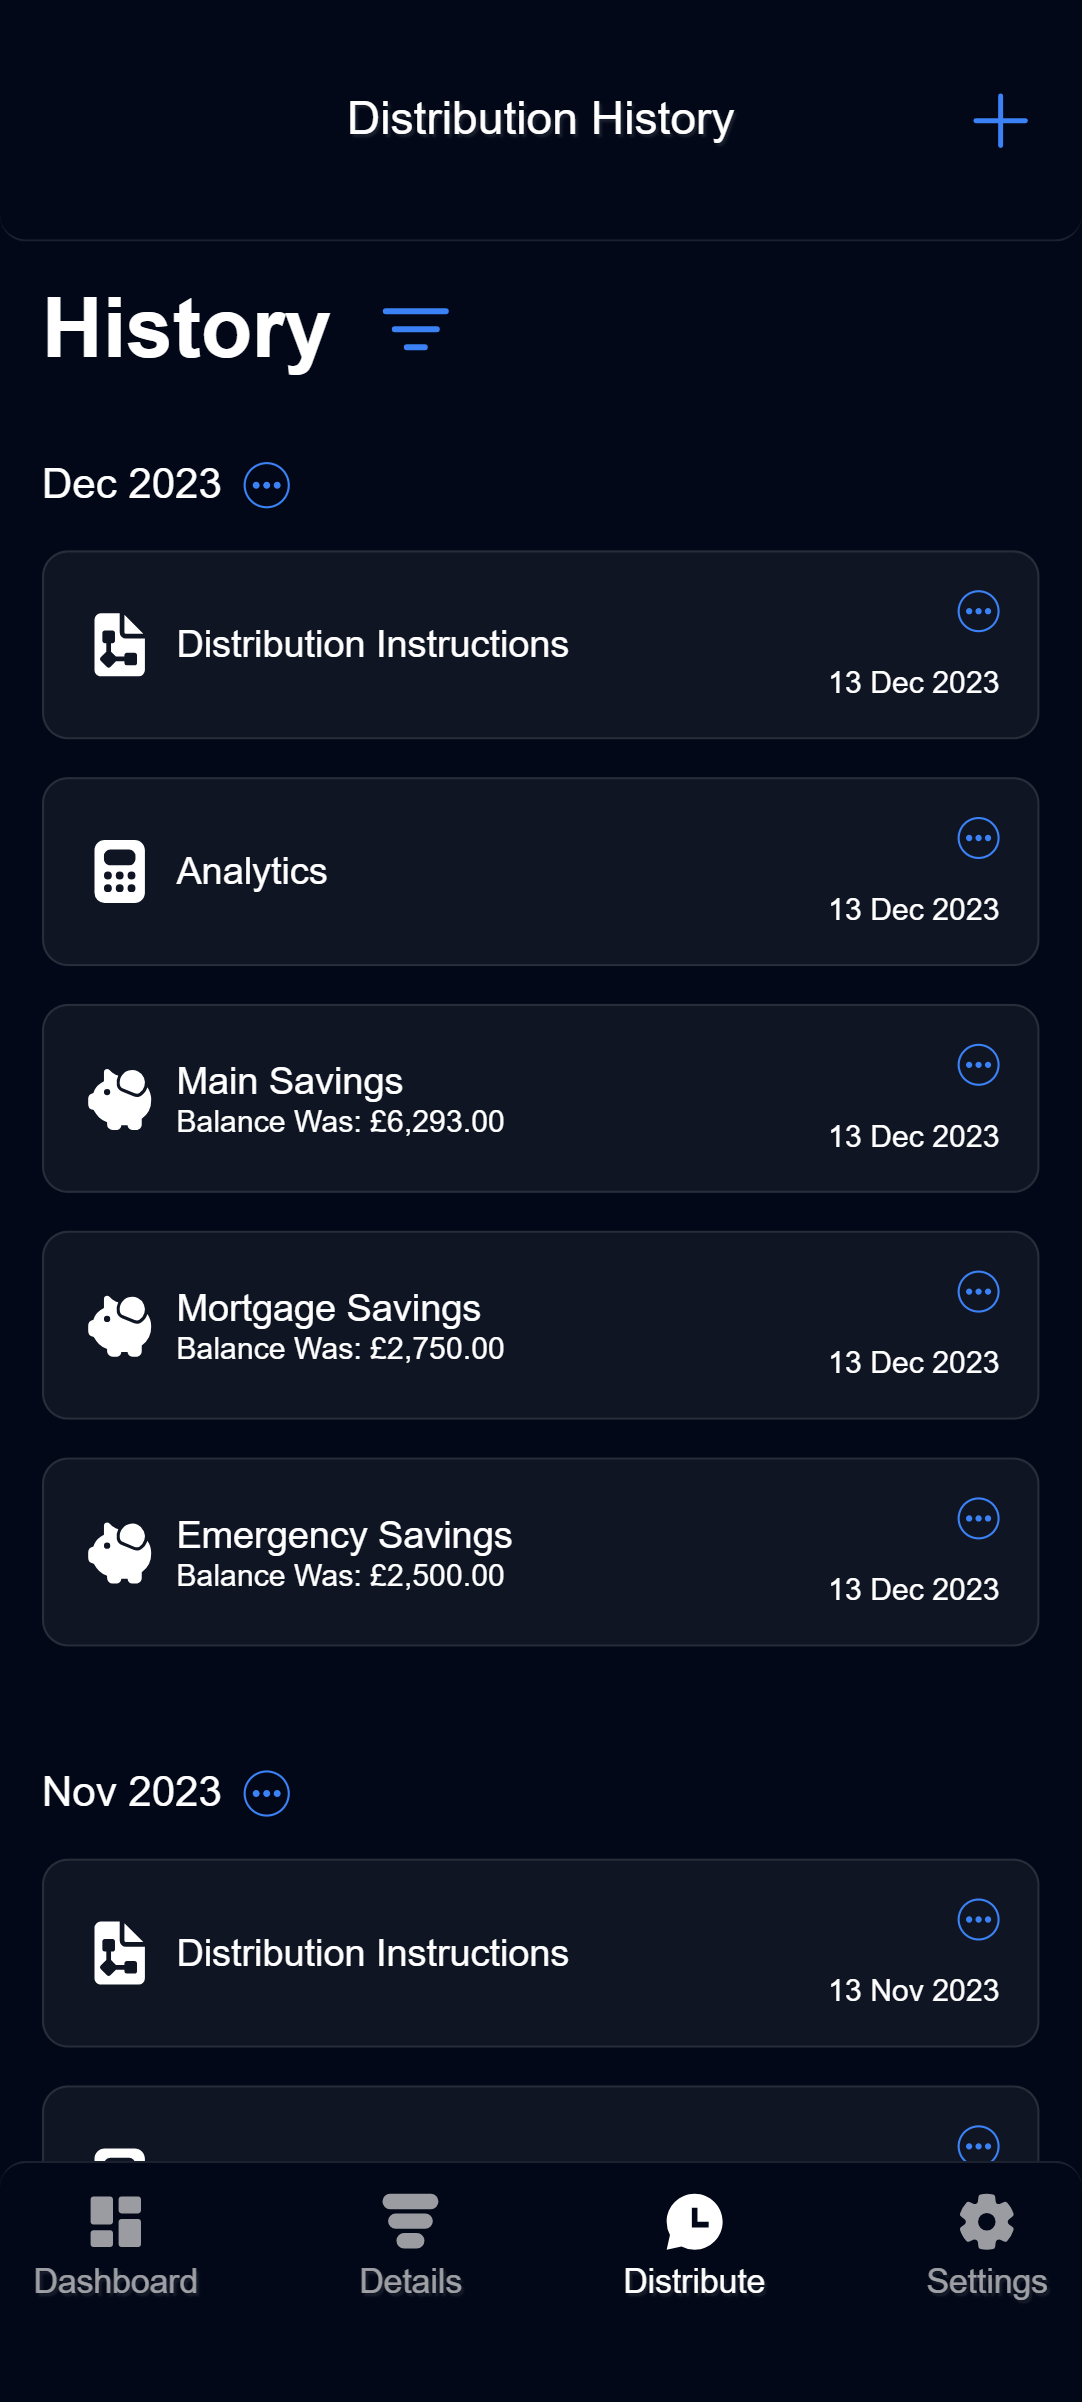 Distribution History
History
Dec 2023
Distribution Instructions
13 Dec 2023
Analytics
13 Dec 2023
Main Savings
Balance Was: £6,293.00
13 Dec 2023
Mortgage Savings
Balance Was: £2,750.00
13 Dec 2023
Emergency Savings
Balance Was: £2,500.00
13 Dec 2023
Nov 2023
Distribution Instructions
13 Nov 2023
Dashboard
Details
Distribute
Settings